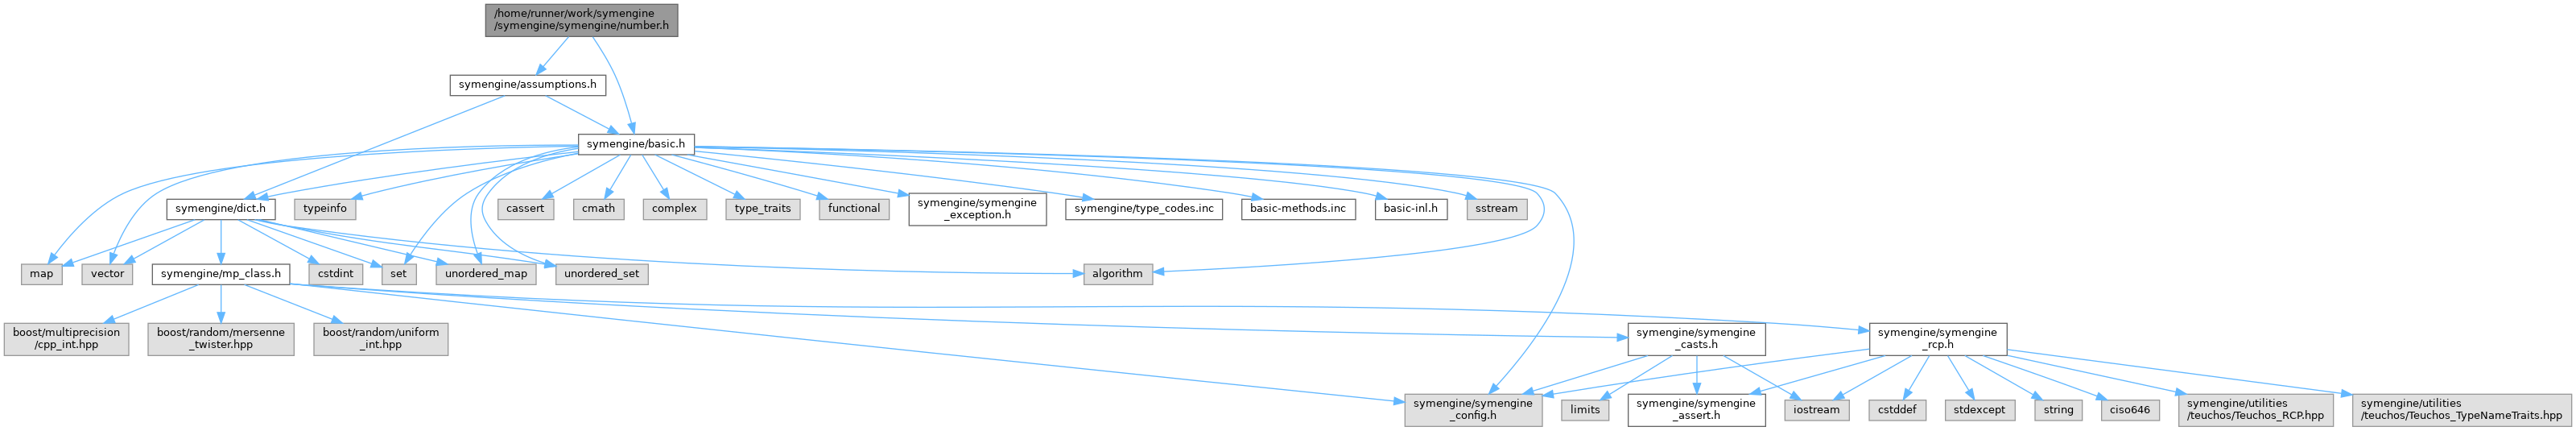 /home/runner/work/symengine
/symengine/symengine/number.h
symengine/assumptions.h
symengine/basic.h
symengine/dict.h
typeinfo
cassert
cmath
complex
type_traits
functional
symengine/symengine
_exception.h
symengine/type_codes.inc
basic-methods.inc
basic-inl.h
sstream
map
vector
symengine/mp_class.h
cstdint
set
unordered_map
unordered_set
algorithm
boost/multiprecision
/cpp_int.hpp
boost/random/mersenne
_twister.hpp
boost/random/uniform
_int.hpp
symengine/symengine
_casts.h
symengine/symengine
_rcp.h
symengine/symengine
_config.h
limits
symengine/symengine
_assert.h
iostream
cstddef
stdexcept
string
ciso646
symengine/utilities
/teuchos/Teuchos_RCP.hpp
symengine/utilities
/teuchos/Teuchos_TypeNameTraits.hpp